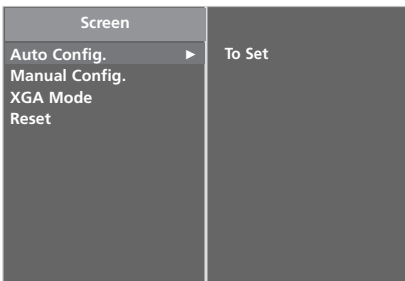 Screen
Auto Config. ► To Set
Manual Config.
XGA Mode
Reset